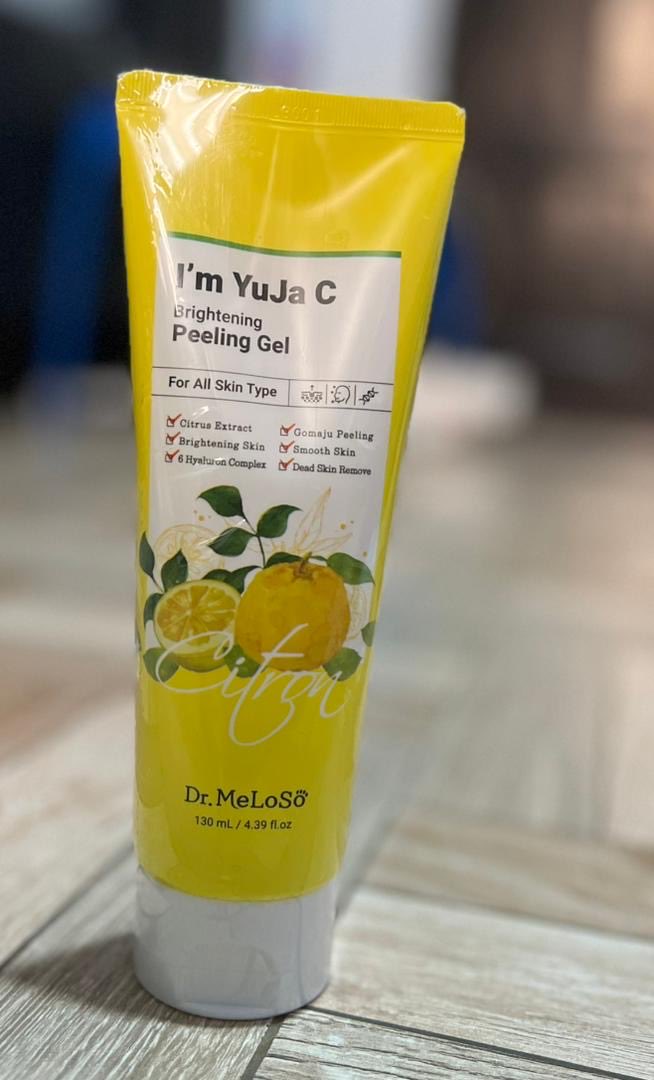 I'm YuJa C
Brightening
Peeling Gel
For All Skin Type
Citrus Extract
Brightening Skin
6 Hyaluron Complex
Gomaju Peeling
Smooth Skin
Dead Skin Remove
Citron
Dr. MeLoSo
130 mL / 4.39 fl.oz